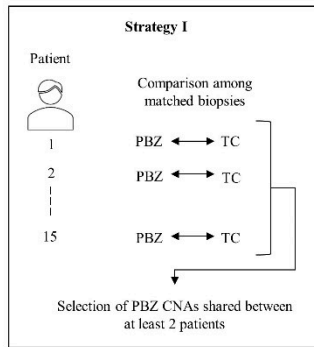 Strategy I
Patient
Comparison among
matched biopsies
1 PBZ TC
2 PBZ TC
15 PBZ TC
Selection of PBZ CNAs shared between
at least 2 patients